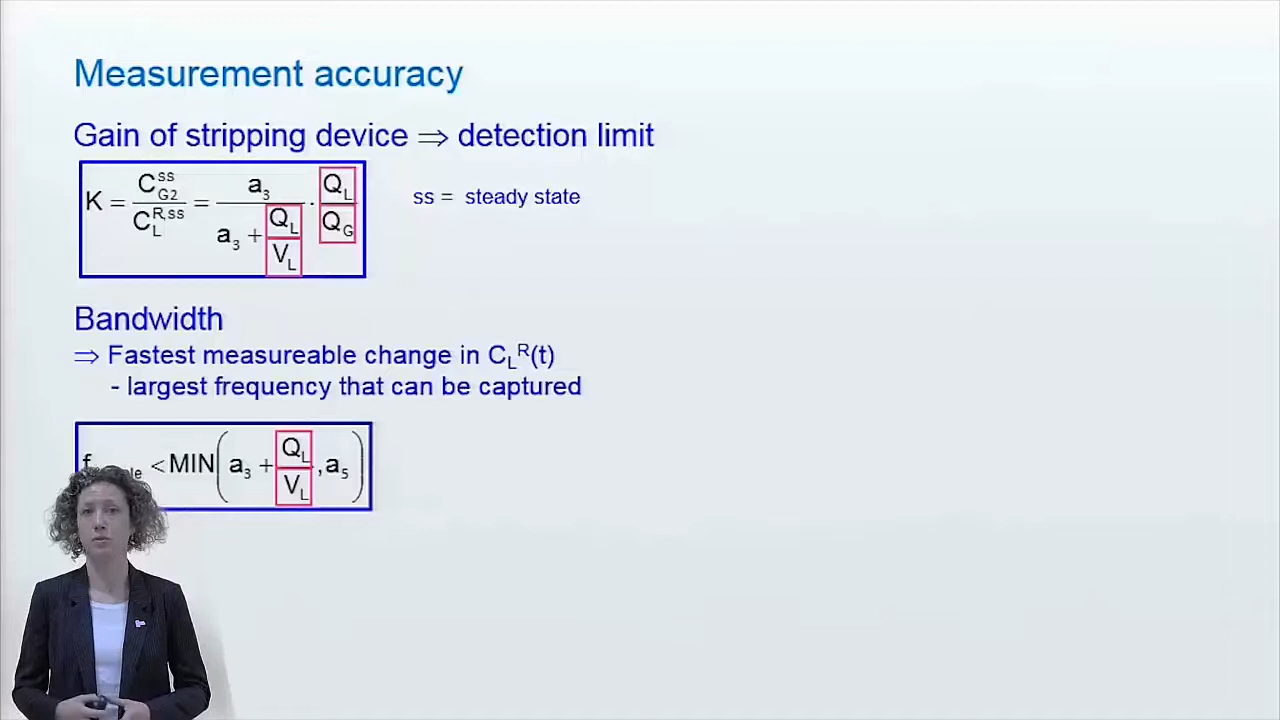 Measurement accuracy
Gain of stripping device ⇒ detection limit
K = C_G2^ss / C_L^R,ss = a_3 / (a_3 + Q_L / V_L) · Q_L / Q_G
ss = steady state
Bandwidth
⇒ Fastest measureable change in C_L^R(t)
- largest frequency that can be captured
< MIN(a_3 + Q_L / V_L , a_5)